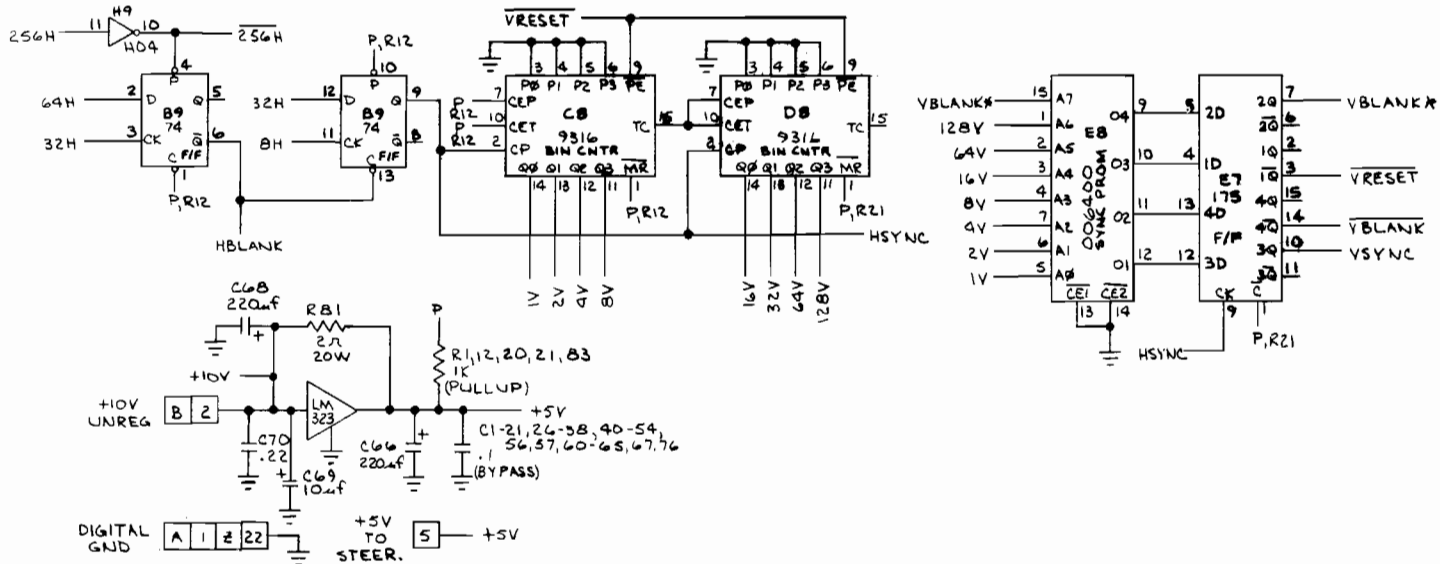 H9
11
10
256H
H04
256H
P,R12
4
10
P
P
64H
2
D
Q
5
32H
12
D
Q
9
B9
74
B9
74
32H
3
CK
Q
6
8H
11
CK
Q
8
C
F/F
C
F/F
1
13
P,R12
HBLANK
VRESET
3
4
5
6
9
PØ
P1
P2
P3
PE
P
R12
7
CEP
C8
P
R12
10
CET
9316
TC
15
2
CP
BIN CNTR
QØ
Q1
Q2
Q3
MR
14
13
12
11
1
P,R12
1V
2V
4V
8V
3
4
5
6
9
PØ
P1
P2
P3
PE
7
CEP
D8
10
CET
9316
TC
15
2
CP
BIN CNTR
QØ
Q1
Q2
Q3
MR
14
13
12
11
1
P,R21
HSYNC
16V
32V
64V
128V
VBLANK*
15
A7
128V
1
A6
64V
2
A5
16V
3
A4
8V
4
A3
4V
7
A2
2V
6
A1
1V
5
AØ
E8
006400
SYNC PROM
O4
9
O3
10
O2
11
O1
12
CE1
CE2
13
14
5
2D
4
1D
13
4D
12
3D
E7
175
F/F
2Q
7
VBLANK*
2Q
6
1Q
2
1Q
3
VRESET
4Q
15
4Q
14
VBLANK
3Q
10
VSYNC
3Q
11
CK
C
9
1
HSYNC
P,R21
C68
220uf
+
R81
2Ω
20W
P
R1,12,20,21,83
1K
(PULLUP)
+10V
+10V
UNREG
B 2
LM
323
+5V
C70
.22
C69
10uf
+
C66
220uf
+
C1-21,26-38,40-54,
56,57,60-65,67,76
.1
(BYPASS)
DIGITAL
GND
A 1 Z 22
+5V
TO
STEER.
5
+5V